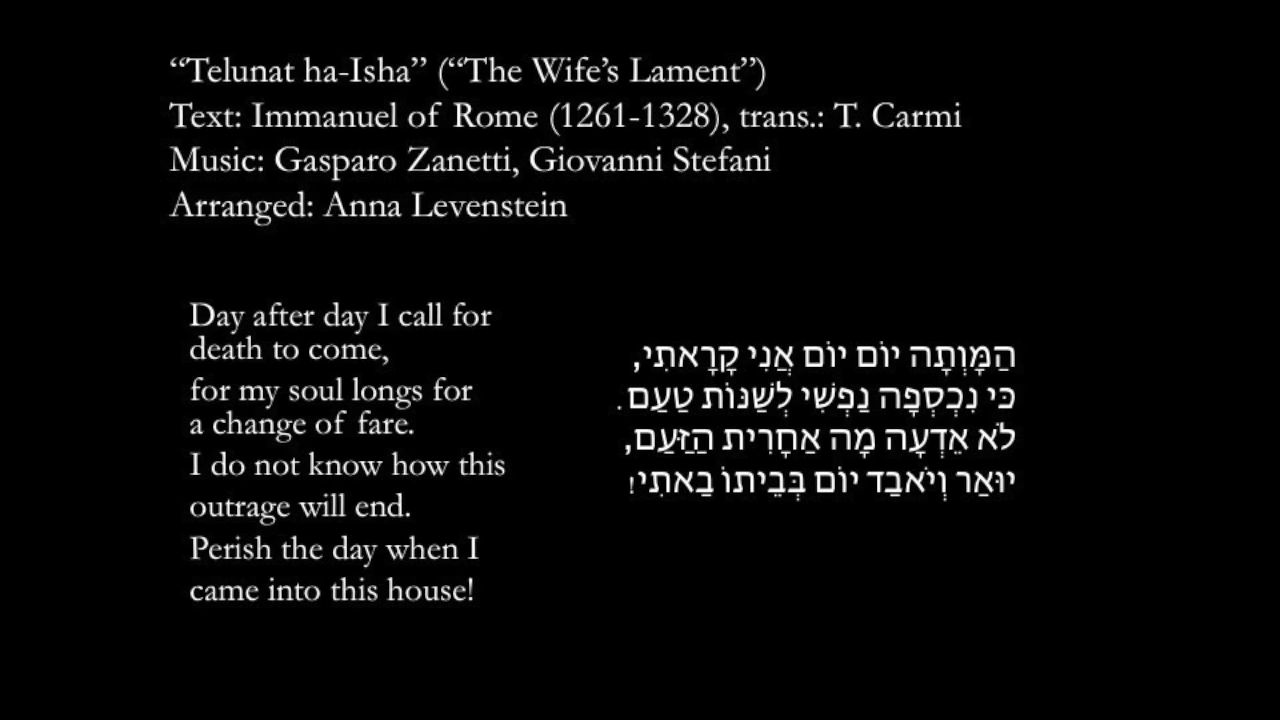 “Telunat ha-Isha” (“The Wife’s Lament”)
Text: Immanuel of Rome (1261-1328), trans.: T. Carmi
Music: Gasparo Zanetti, Giovanni Stefani
Arranged: Anna Levenstein
Day after day I call for
death to come,
for my soul longs for
a change of fare.
I do not know how this
outrage will end.
Perish the day when I
came into this house!
הַמָּוְתָה יוֹם יוֹם אֲנִי קָרָאתִי,
כִּי נִכְסְפָה נַפְשִׁי לְשַׁנּוֹת טַעַם.
לֹא אֵדְעָה מָה אַחֲרִית הַזַּעַם,
יוּאַר וְיֹאבַד יוֹם בְּבֵיתוֹ בַאתִי!